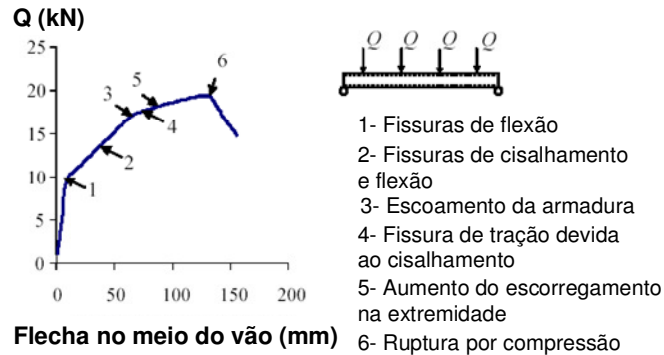 Q (kN)
25
20
15
10
5
0
0 50 100 150 200
1
2
3
4
5
6
Flecha no meio do vão (mm)
Q Q Q Q
1- Fissuras de flexão
2- Fissuras de cisalhamento
e flexão
3- Escoamento da armadura
4- Fissura de tração devida
ao cisalhamento
5- Aumento do escorregamento
na extremidade
6- Ruptura por compressão